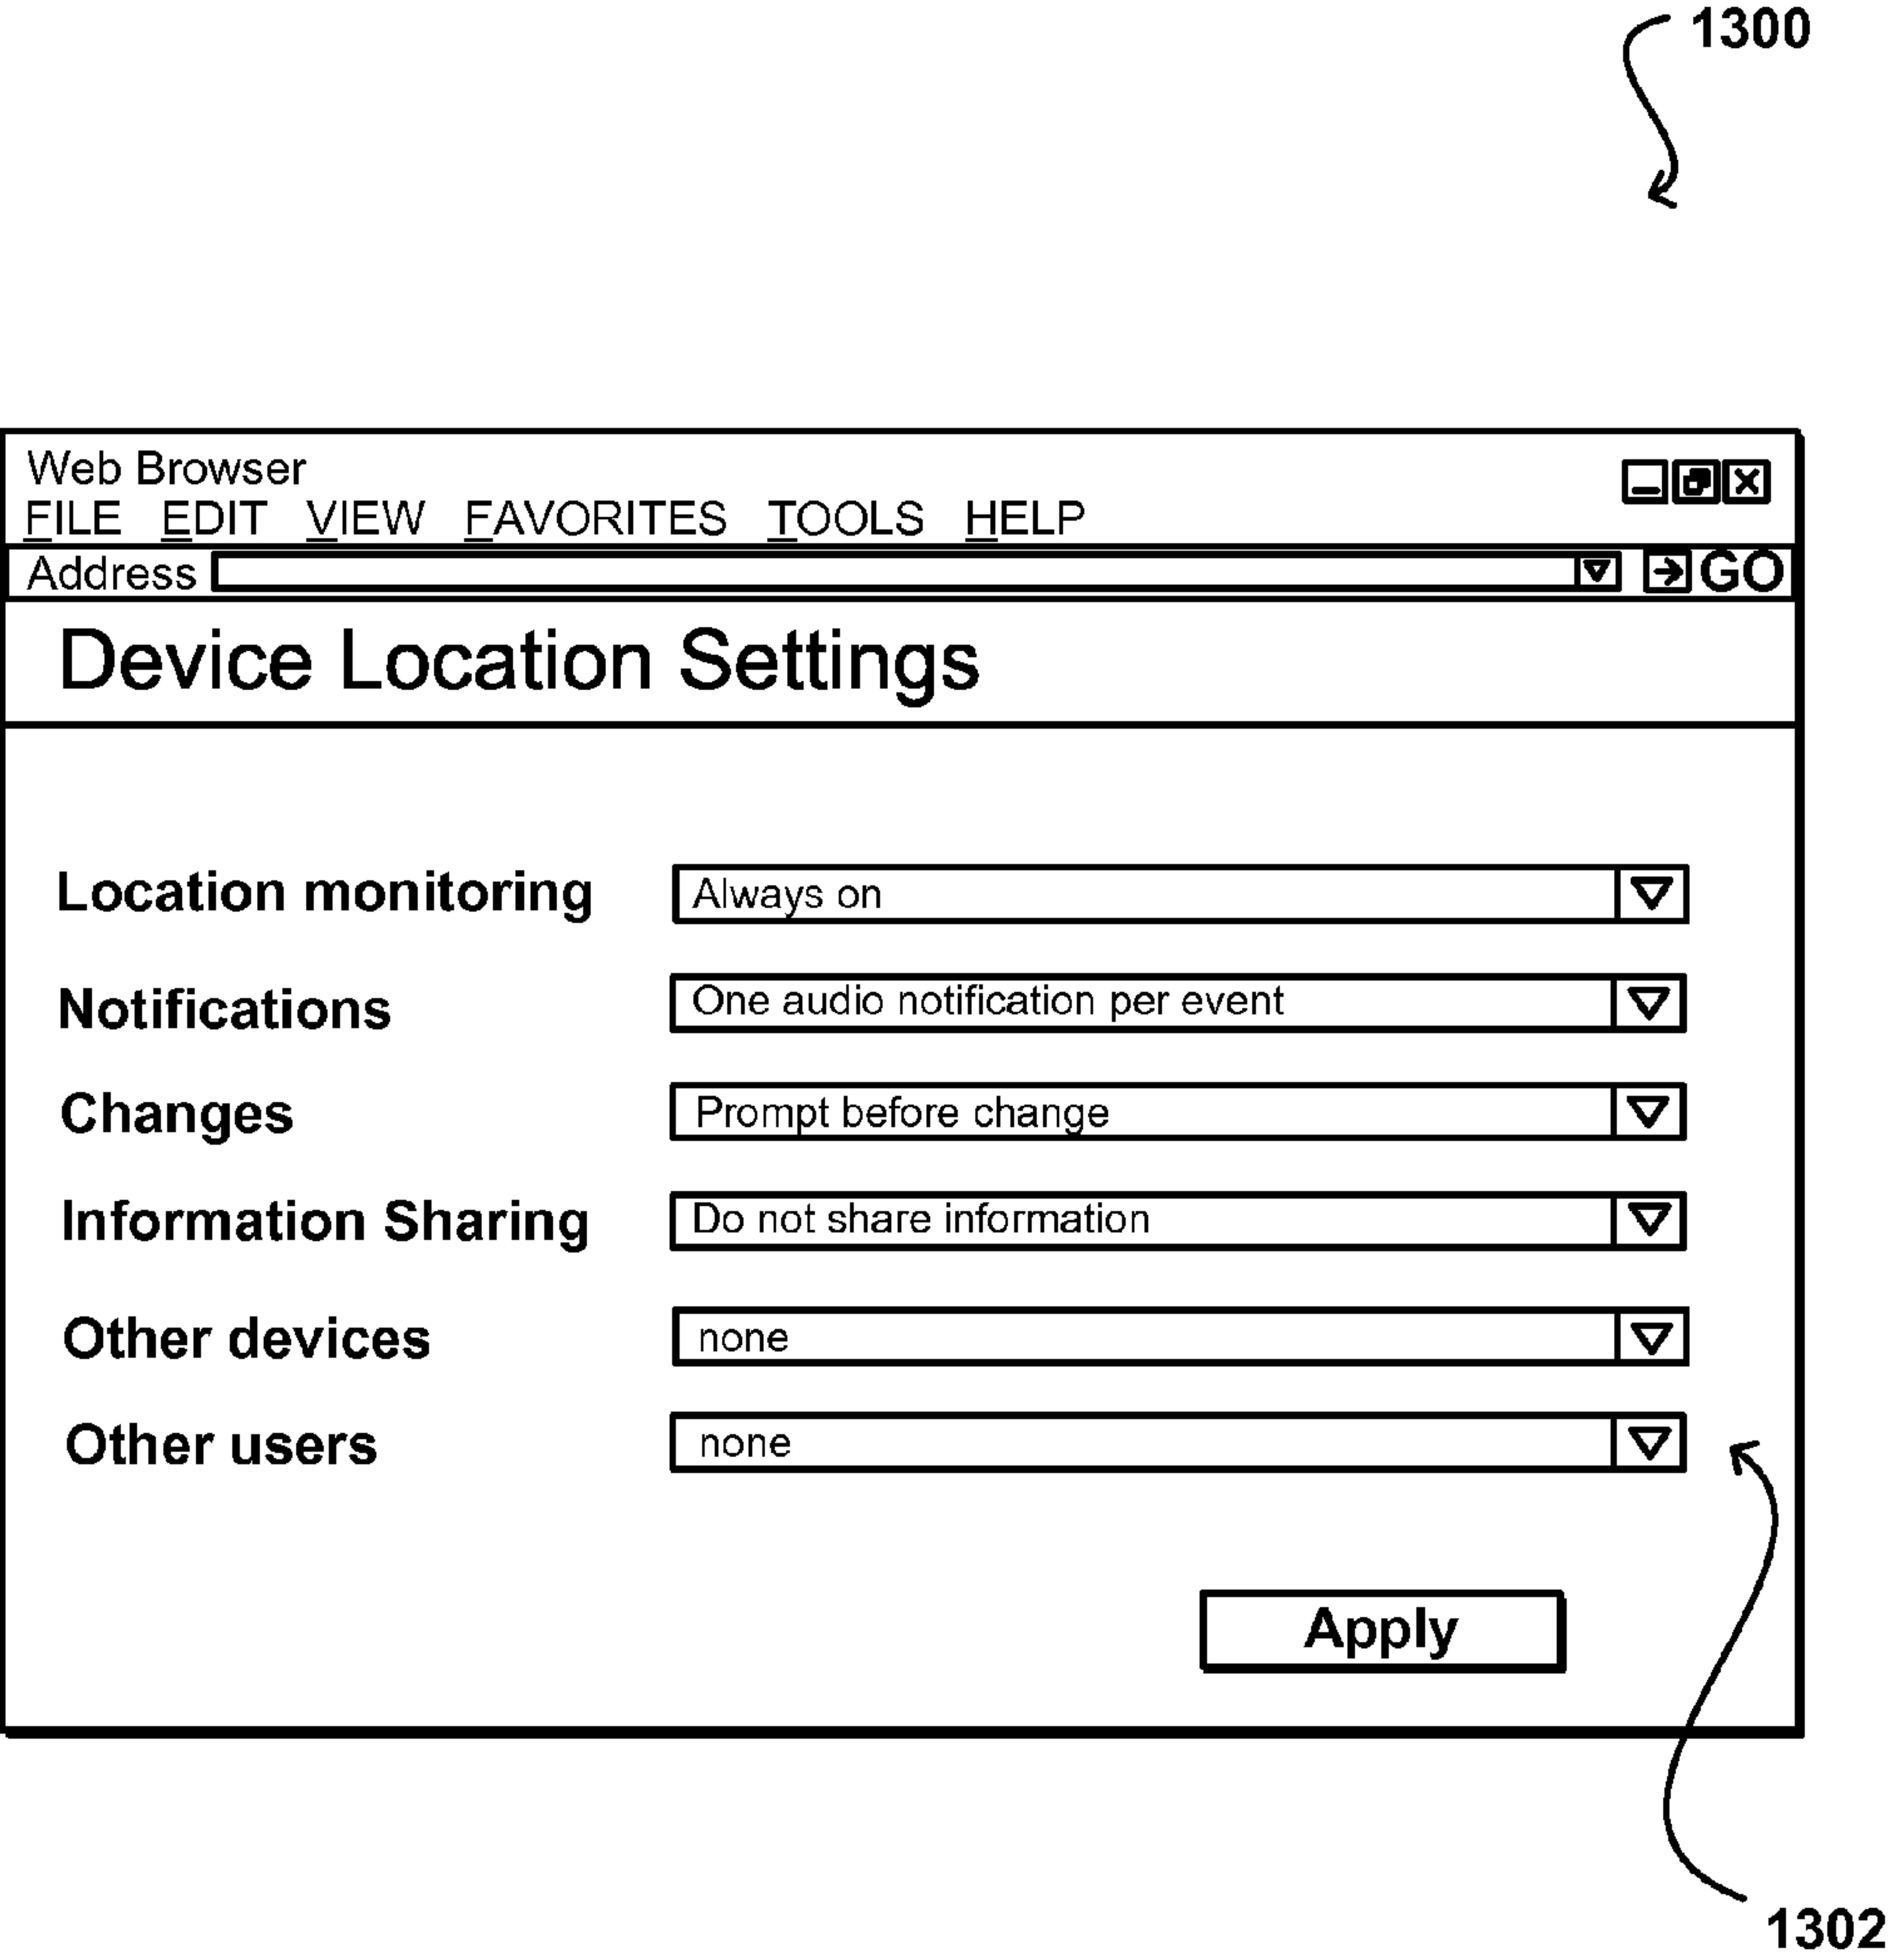 1300
Web Browser
FILE EDIT VIEW FAVORITES TOOLS HELP
Address GO
Device Location Settings
Location monitoring Always on
Notifications One audio notification per event
Changes Prompt before change
Information Sharing Do not share information
Other devices none
Other users none
Apply
1302